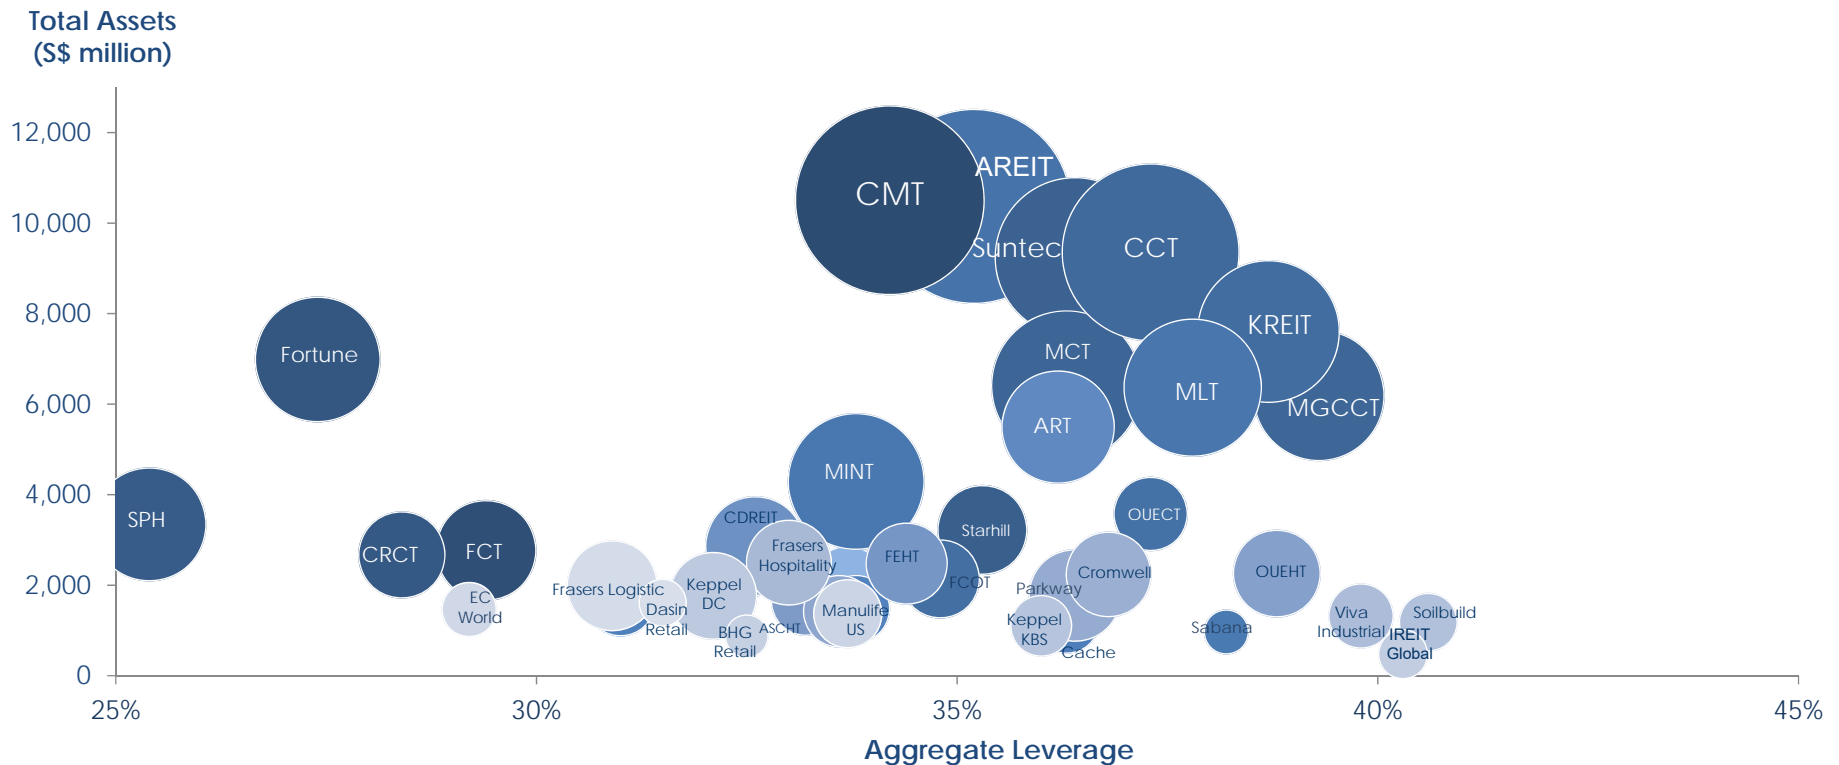 Total Assets
(S$ million)
12,000
10,000
8,000
6,000
4,000
2,000
0
CMT
AREIT
Suntec
CCT
KREIT
Fortune
MCT
MLT
MGCCT
ART
MINT
SPH
CDREIT
Starhill
OUECT
CRCT
FCT
Frasers
Hospitality
FEHT
FCOT
Cromwell
OUEHT
Parkway
Frasers Logistic
Keppel
DC
EC
World
Dasin
Retail
BHG
Retail
ASCHT
Manulife
US
Keppel
KBS
Cache
Sabana
Viva
Industrial
Soilbuild
IREIT
Global
25%
30%
35%
40%
45%
Aggregate Leverage